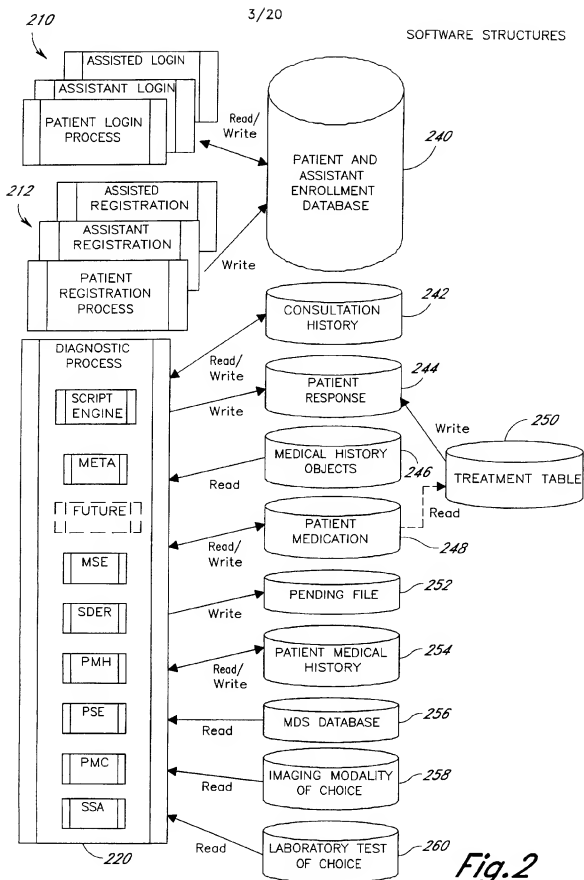 3/20
SOFTWARE STRUCTURES
210
ASSISTED LOGIN
ASSISTANT LOGIN
PATIENT LOGIN
PROCESS
Read/
Write
PATIENT AND
ASSISTANT
ENROLLMENT
DATABASE
240
212
ASSISTED
REGISTRATION
ASSISTANT
REGISTRATION
PATIENT
REGISTRATION
PROCESS
Write
DIAGNOSTIC
PROCESS
SCRIPT
ENGINE
META
FUTURE
MSE
SDER
PMH
PSE
PMC
SSA
220
Read/
Write
CONSULTATION
HISTORY
242
Write
PATIENT
RESPONSE
244
Write
250
TREATMENT TABLE
Read
MEDICAL HISTORY
OBJECTS
246
Read
Read/
Write
PATIENT
MEDICATION
248
Write
PENDING FILE
252
Read/
Write
PATIENT MEDICAL
HISTORY
254
Read
MDS DATABASE
256
Read
IMAGING MODALITY
OF CHOICE
258
Read
LABORATORY TEST
OF CHOICE
260
Fig.2